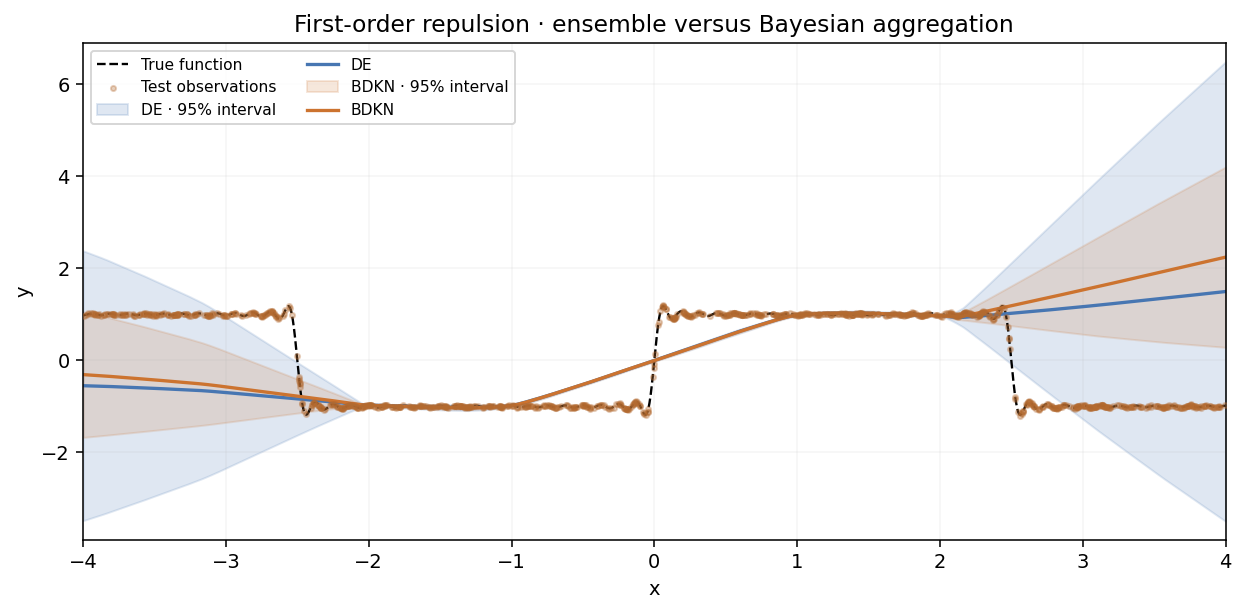 First-order repulsion · ensemble versus Bayesian aggregation
True function
Test observations
DE · 95% interval
DE
BDKN · 95% interval
BDKN
y
6
4
2
0
−2
−4
−3
−2
−1
0
1
2
3
4
x